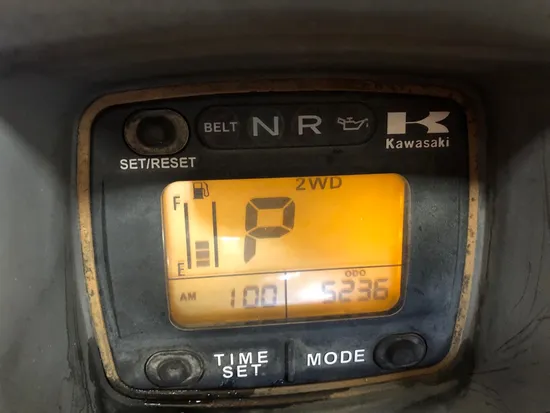 BELT N R K
SET/RESET Kawasaki
2WD
F P
E
ODO
AM 1:00 5236
TIME SET MODE